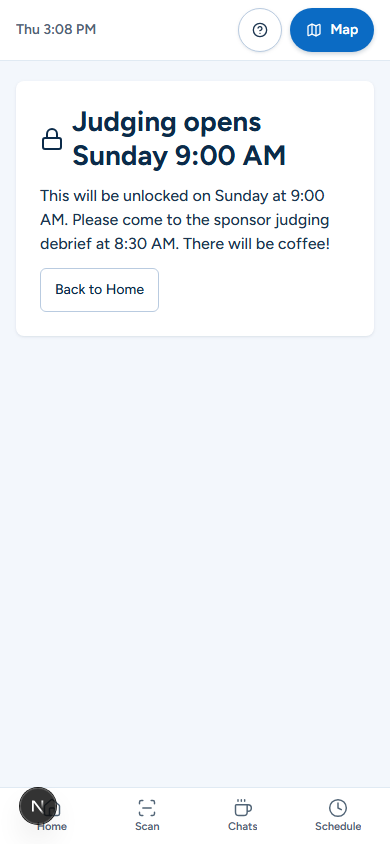 Thu 3:08 PM
Map
Judging opens
Sunday 9:00 AM
This will be unlocked on Sunday at 9:00
AM. Please come to the sponsor judging
debrief at 8:30 AM. There will be coffee!
Back to Home
N
Home
Scan
Chats
Schedule